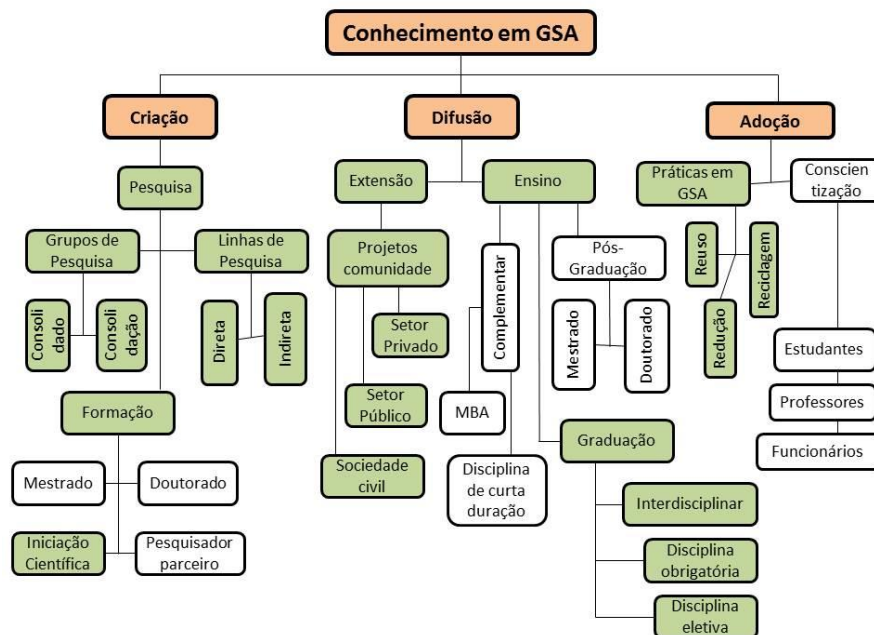 Conhecimento em GSA
Criação
Difusão
Adoção
Pesquisa
Extensão
Ensino
Práticas em
GSA
Conscien
tização
Grupos de
Pesquisa
Linhas de
Pesquisa
Projetos
comunidade
Complementar
Pós-
Graduação
Reuso
Reciclagem
Consoli
dado
Consoli
dação
Direta
Indireta
Setor
Privado
Mestrado
Doutorado
Redução
Estudantes
Formação
Setor
Público
MBA
Graduação
Professores
Funcionários
Mestrado
Doutorado
Sociedade
civil
Disciplina
de curta
duração
Interdisciplinar
Iniciação
Científica
Pesquisador
parceiro
Disciplina
obrigatória
Disciplina
eletiva